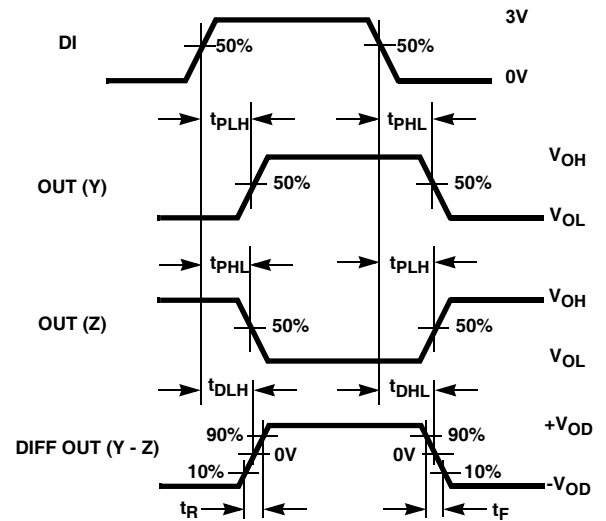 3V
DI
50%
50%
0V
tPLH
tPHL
VOH
OUT (Y)
50%
50%
VOL
tPHL
tPLH
VOH
OUT (Z)
50%
50%
VOL
tDLH
tDHL
+VOD
90%
90%
DIFF OUT (Y - Z)
0V
0V
10%
10%
-VOD
tR
tF